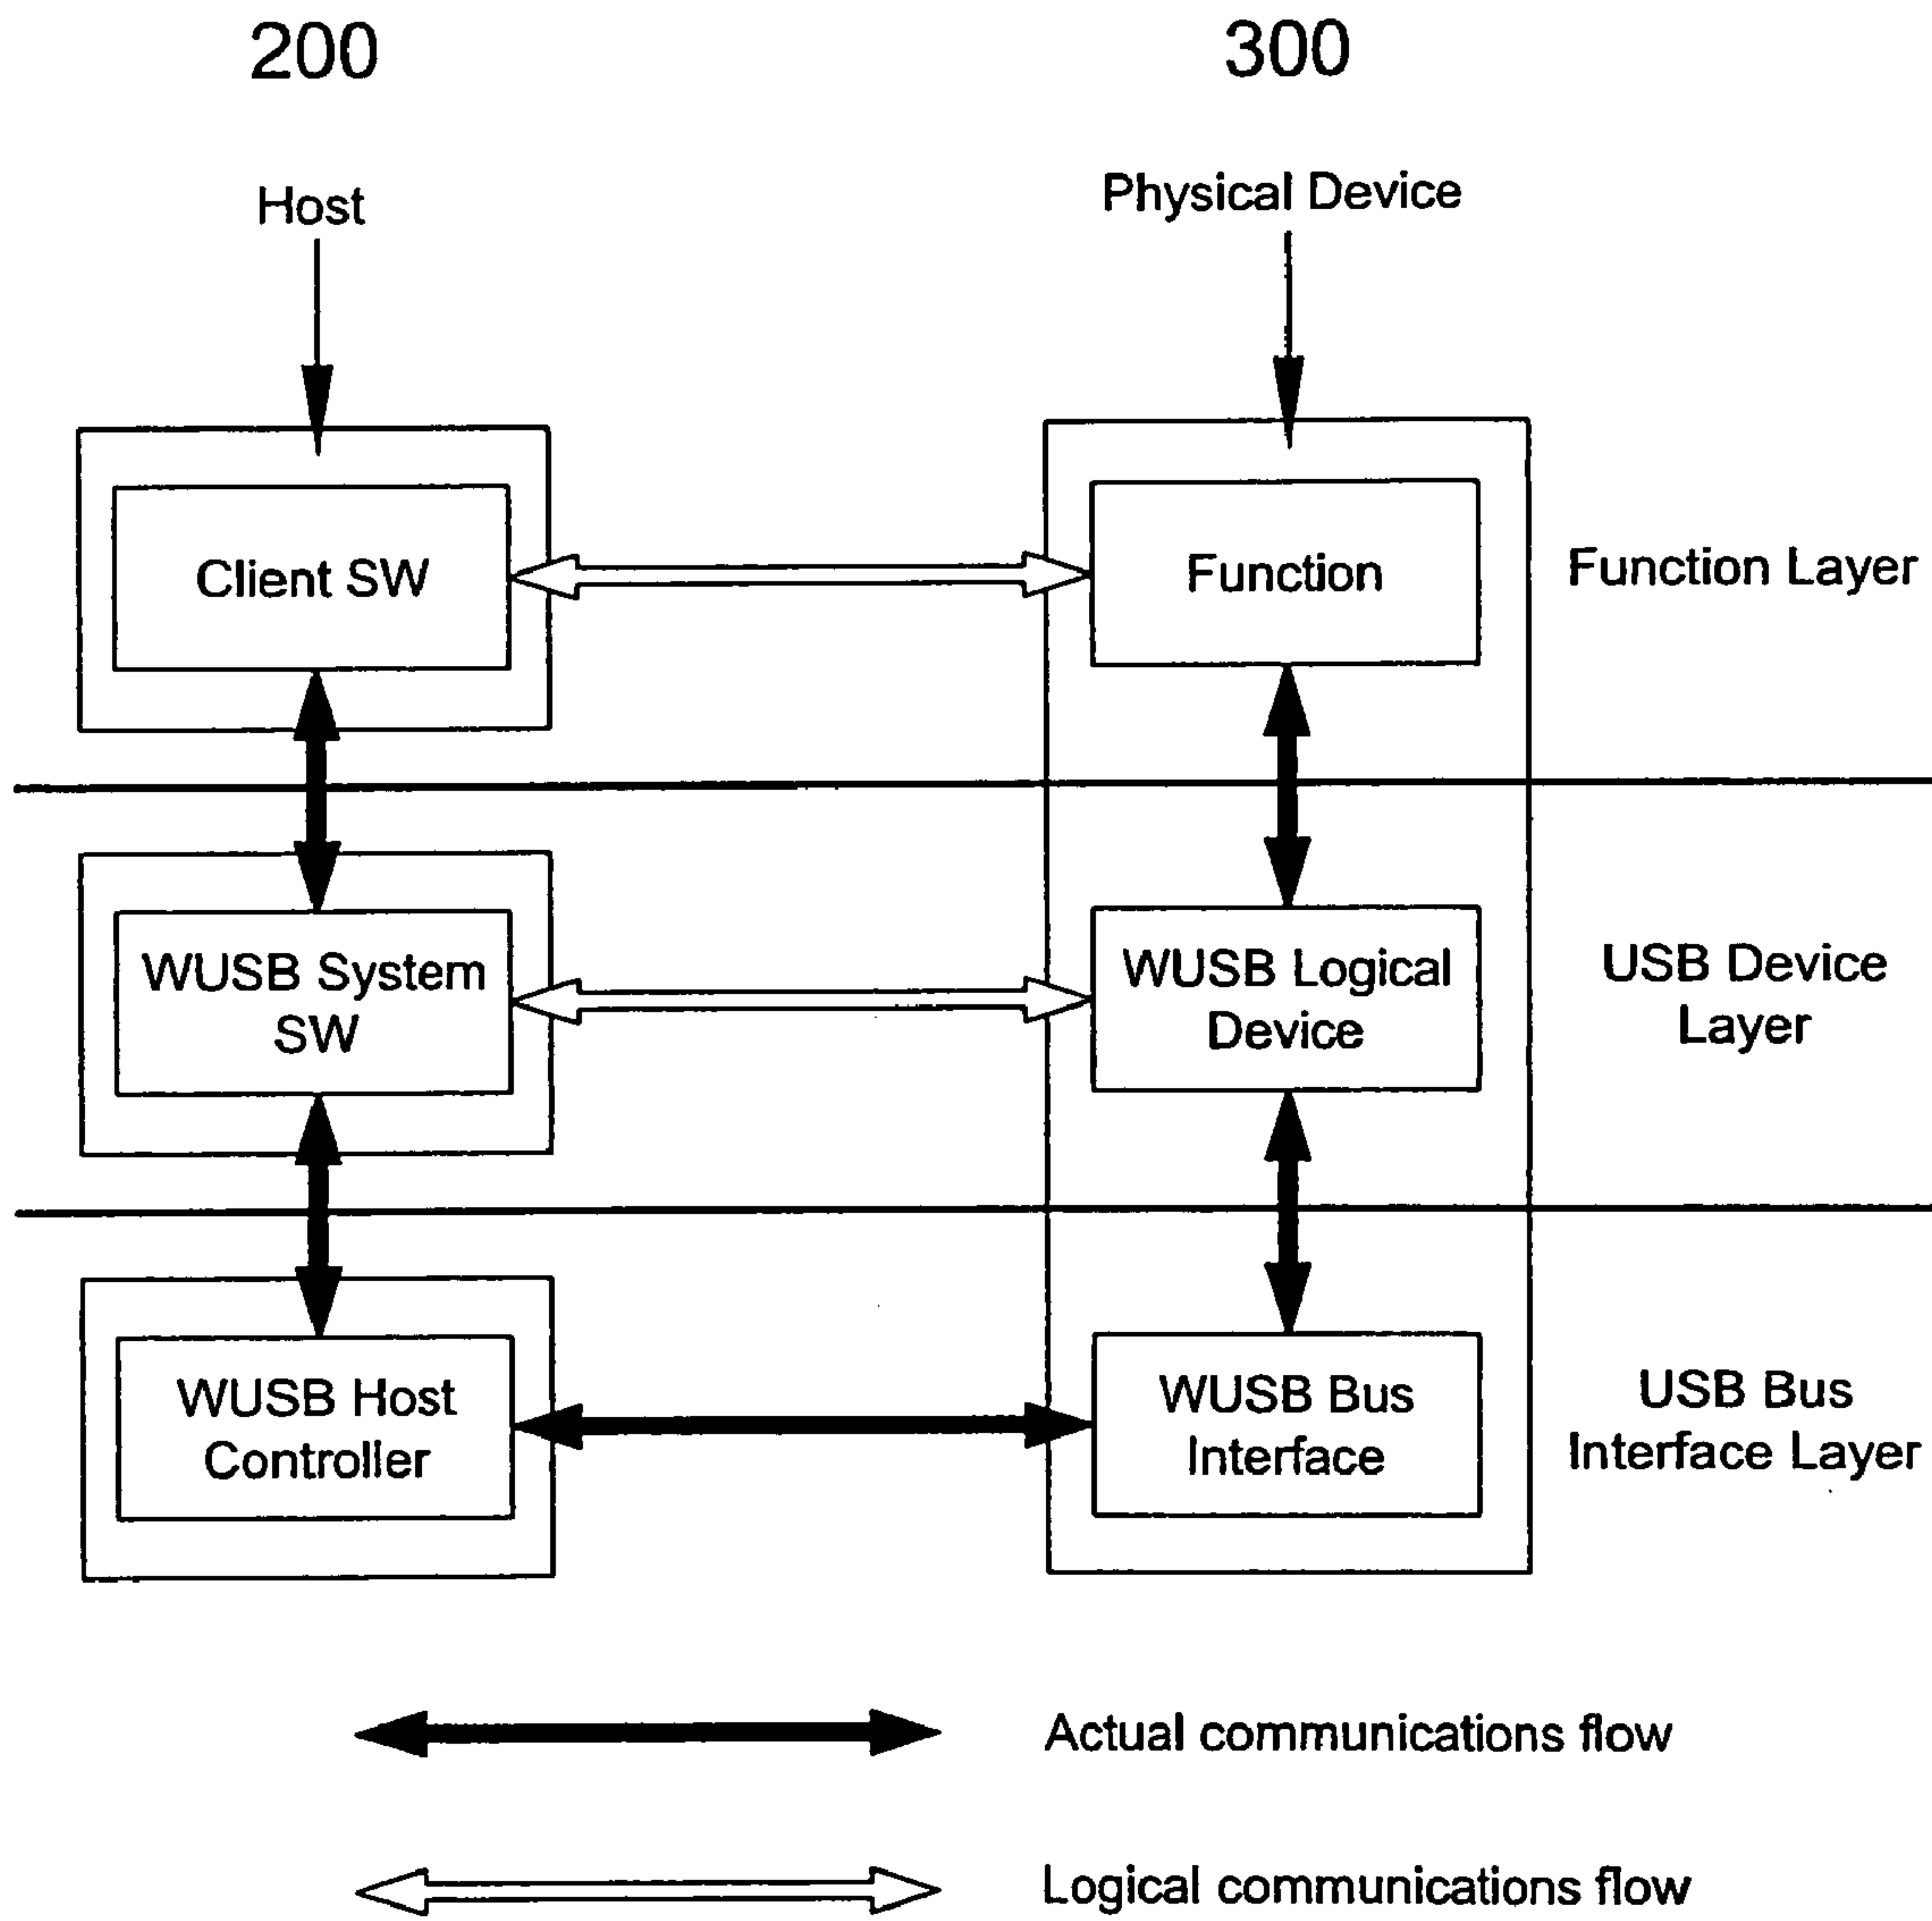 200
300
Host
Physical Device
Client SW
Function
Function Layer
WUSB System
SW
WUSB Logical
Device
USB Device
Layer
WUSB Host
Controller
WUSB Bus
Interface
USB Bus
Interface Layer
Actual communications flow
Logical communications flow